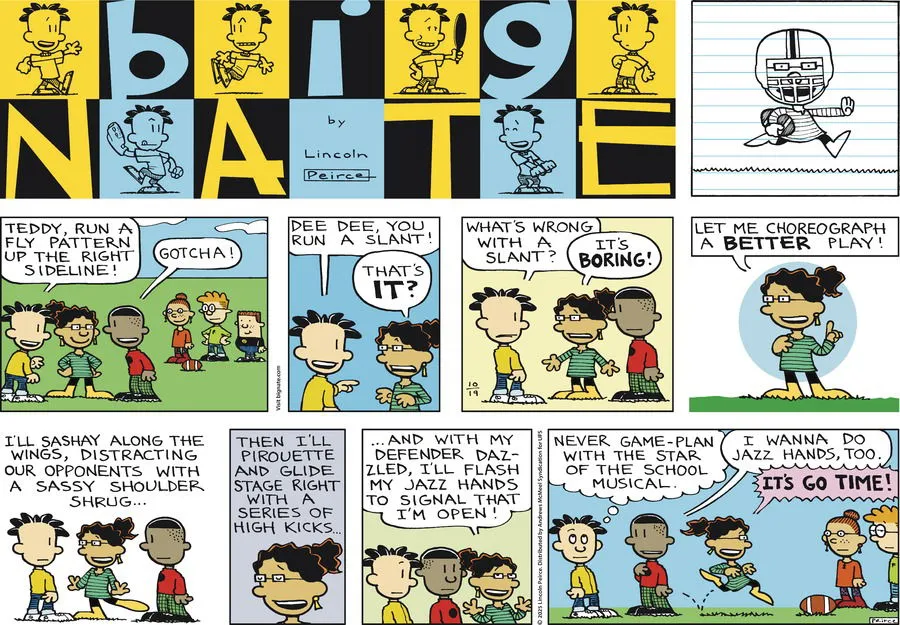 big
NATE
by
Lincoln
Peirce
TEDDY, RUN A
FLY PATTERN
UP THE RIGHT
SIDELINE!
GOTCHA!
Visit bignate.com
DEE DEE, YOU
RUN A SLANT!
THAT'S
IT?
WHAT'S WRONG
WITH A
SLANT?
IT'S
BORING!
10
19
LET ME CHOREOGRAPH
A BETTER PLAY!
I'LL SASHAY ALONG THE
WINGS, DISTRACTING
OUR OPPONENTS WITH
A SASSY SHOULDER
SHRUG...
THEN I'LL
PIROUETTE
AND GLIDE
STAGE RIGHT
WITH A
SERIES OF
HIGH KICKS...
...AND WITH MY
DEFENDER DAZ-
ZLED, I'LL FLASH
MY JAZZ HANDS
TO SIGNAL THAT
I'M OPEN!
© 2025 Lincoln Peirce. Distributed by Andrews McMeel Syndication for UFS
NEVER GAME-PLAN
WITH THE STAR
OF THE SCHOOL
MUSICAL.
I WANNA DO
JAZZ HANDS, TOO.
IT'S GO TIME!
PEIRCE